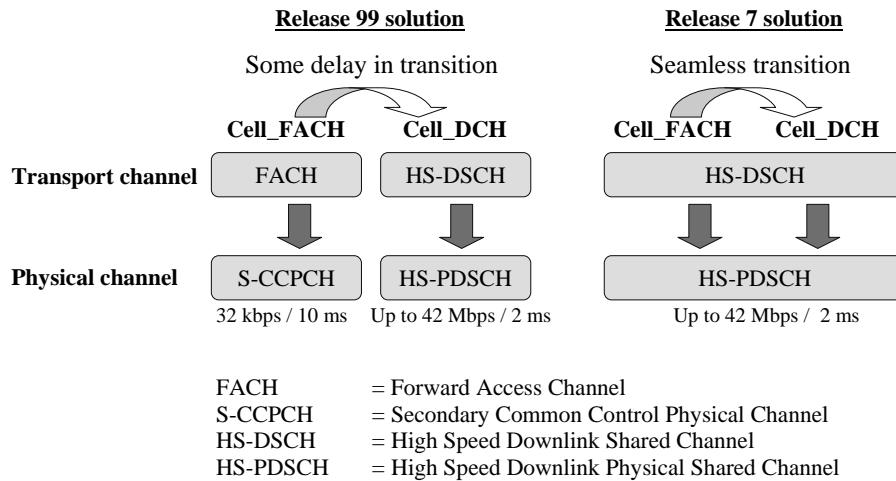 Release 99 solution
Release 7 solution
Some delay in transition
Seamless transition
Cell_FACH
Cell_DCH
Cell_FACH
Cell_DCH
Transport channel
FACH
HS-DSCH
HS-DSCH
Physical channel
S-CCPCH
HS-PDSCH
HS-PDSCH
32 kbps / 10 ms
Up to 42 Mbps / 2 ms
Up to 42 Mbps / 2 ms
FACH = Forward Access Channel
S-CCPCH = Secondary Common Control Physical Channel
HS-DSCH = High Speed Downlink Shared Channel
HS-PDSCH = High Speed Downlink Physical Shared Channel